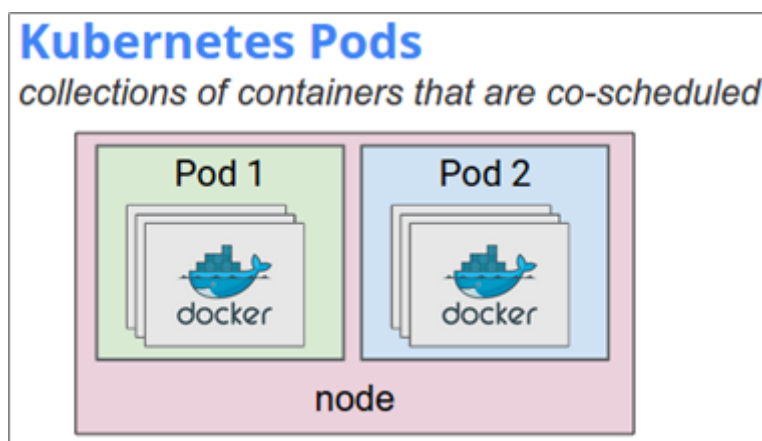 Kubernetes Pods
collections of containers that are co-scheduled
Pod 1
Pod 2
docker
docker
node